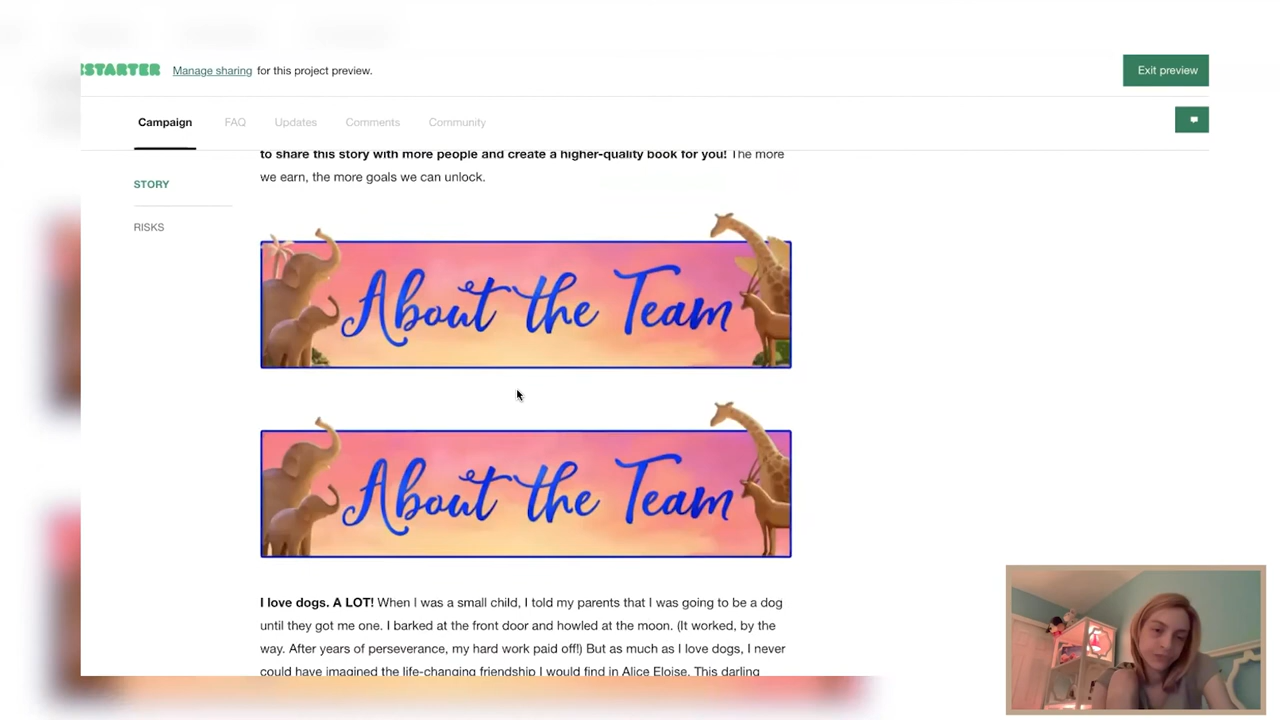 STARTER Manage sharing for this project preview. Exit preview
Campaign FAQ Updates Comments Community
STORY
RISKS
to share this story with more people and create a higher-quality book for you! The more
we earn, the more goals we can unlock.
About the Team
About the Team
I love dogs. A LOT! When I was a small child, I told my parents that I was going to be a dog
until they got me one. I barked at the front door and howled at the moon. (It worked, by the
way. After years of perseverance, my hard work paid off!) But as much as I love dogs, I never
could have imagined the life-changing friendship I would find in Alice Eloise. This darling